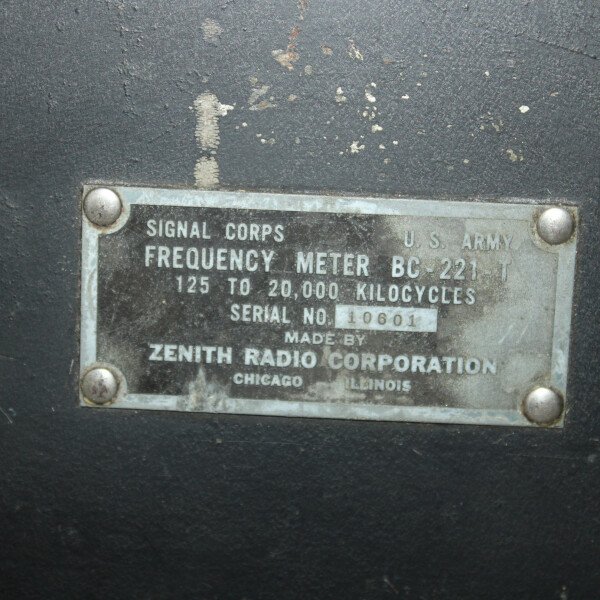 SIGNAL CORPS U. S. ARMY
FREQUENCY METER BC-221-T
125 TO 20,000 KILOCYCLES
SERIAL NO. 10601
MADE BY
ZENITH RADIO CORPORATION
CHICAGO ILLINOIS